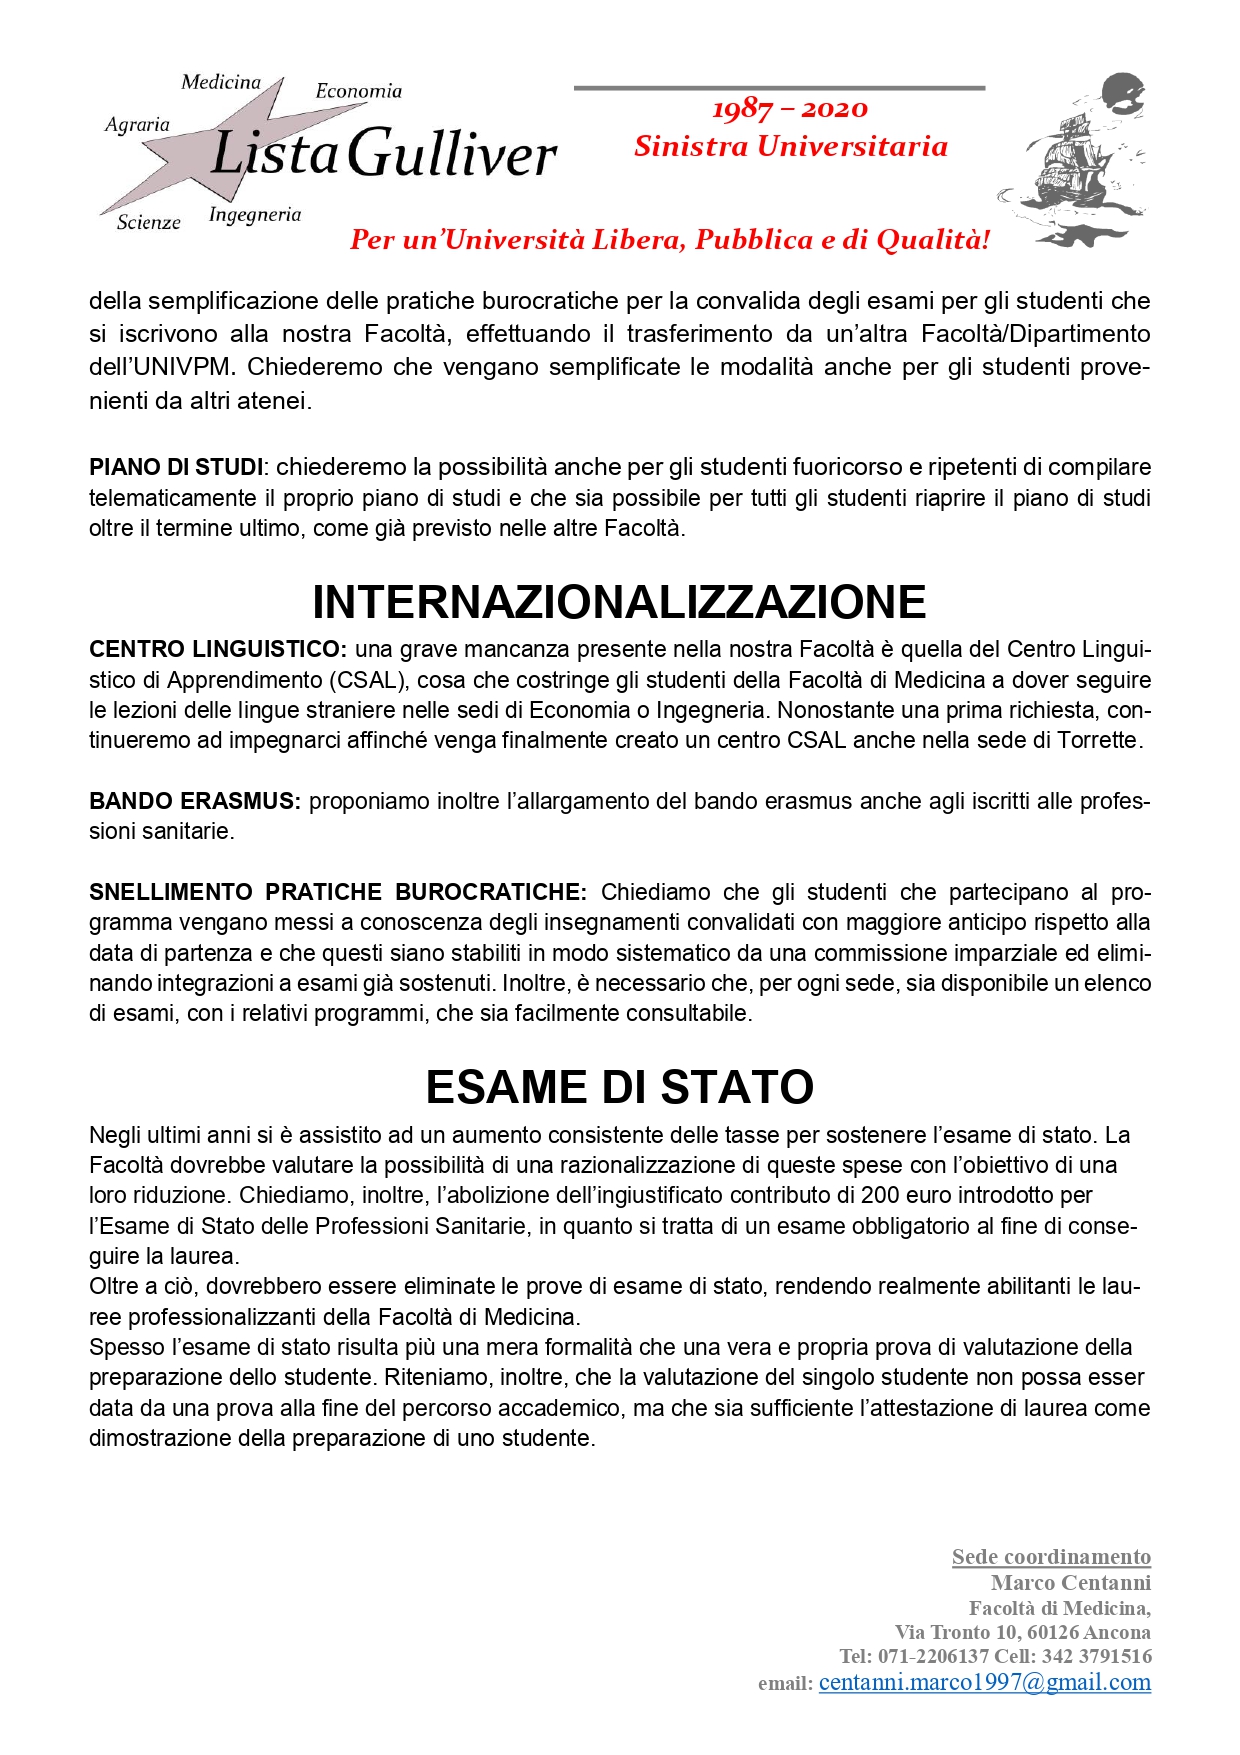 Medicina
Economia
Agraria
Lista Gulliver
Scienze
Ingegneria
1987 – 2020
Sinistra Universitaria
Per un’Università Libera, Pubblica e di Qualità!
della semplificazione delle pratiche burocratiche per la convalida degli esami per gli studenti che
si iscrivono alla nostra Facoltà, effettuando il trasferimento da un’altra Facoltà/Dipartimento
dell’UNIVPM. Chiederemo che vengano semplificate le modalità anche per gli studenti prove-
nienti da altri atenei.
PIANO DI STUDI: chiederemo la possibilità anche per gli studenti fuoricorso e ripetenti di compilare
telematicamente il proprio piano di studi e che sia possibile per tutti gli studenti riaprire il piano di studi
oltre il termine ultimo, come già previsto nelle altre Facoltà.
INTERNAZIONALIZZAZIONE
CENTRO LINGUISTICO: una grave mancanza presente nella nostra Facoltà è quella del Centro Lingui-
stico di Apprendimento (CSAL), cosa che costringe gli studenti della Facoltà di Medicina a dover seguire
le lezioni delle lingue straniere nelle sedi di Economia o Ingegneria. Nonostante una prima richiesta, con-
tinueremo ad impegnarci affinché venga finalmente creato un centro CSAL anche nella sede di Torrette.
BANDO ERASMUS: proponiamo inoltre l’allargamento del bando erasmus anche agli iscritti alle profes-
sioni sanitarie.
SNELLIMENTO PRATICHE BUROCRATICHE: Chiediamo che gli studenti che partecipano al pro-
gramma vengano messi a conoscenza degli insegnamenti convalidati con maggiore anticipo rispetto alla
data di partenza e che questi siano stabiliti in modo sistematico da una commissione imparziale ed elimi-
nando integrazioni a esami già sostenuti. Inoltre, è necessario che, per ogni sede, sia disponibile un elenco
di esami, con i relativi programmi, che sia facilmente consultabile.
ESAME DI STATO
Negli ultimi anni si è assistito ad un aumento consistente delle tasse per sostenere l’esame di stato. La
Facoltà dovrebbe valutare la possibilità di una razionalizzazione di queste spese con l’obiettivo di una
loro riduzione. Chiediamo, inoltre, l’abolizione dell’ingiustificato contributo di 200 euro introdotto per
l’Esame di Stato delle Professioni Sanitarie, in quanto si tratta di un esame obbligatorio al fine di conse-
guire la laurea.
Oltre a ciò, dovrebbero essere eliminate le prove di esame di stato, rendendo realmente abilitanti le lau-
ree professionalizzanti della Facoltà di Medicina.
Spesso l’esame di stato risulta più una mera formalità che una vera e propria prova di valutazione della
preparazione dello studente. Riteniamo, inoltre, che la valutazione del singolo studente non possa esser
data da una prova alla fine del percorso accademico, ma che sia sufficiente l’attestazione di laurea come
dimostrazione della preparazione di uno studente.
Sede coordinamento
Marco Centanni
Facoltà di Medicina,
Via Tronto 10, 60126 Ancona
Tel: 071-2206137 Cell: 342 3791516
email: centanni.marco1997@gmail.com